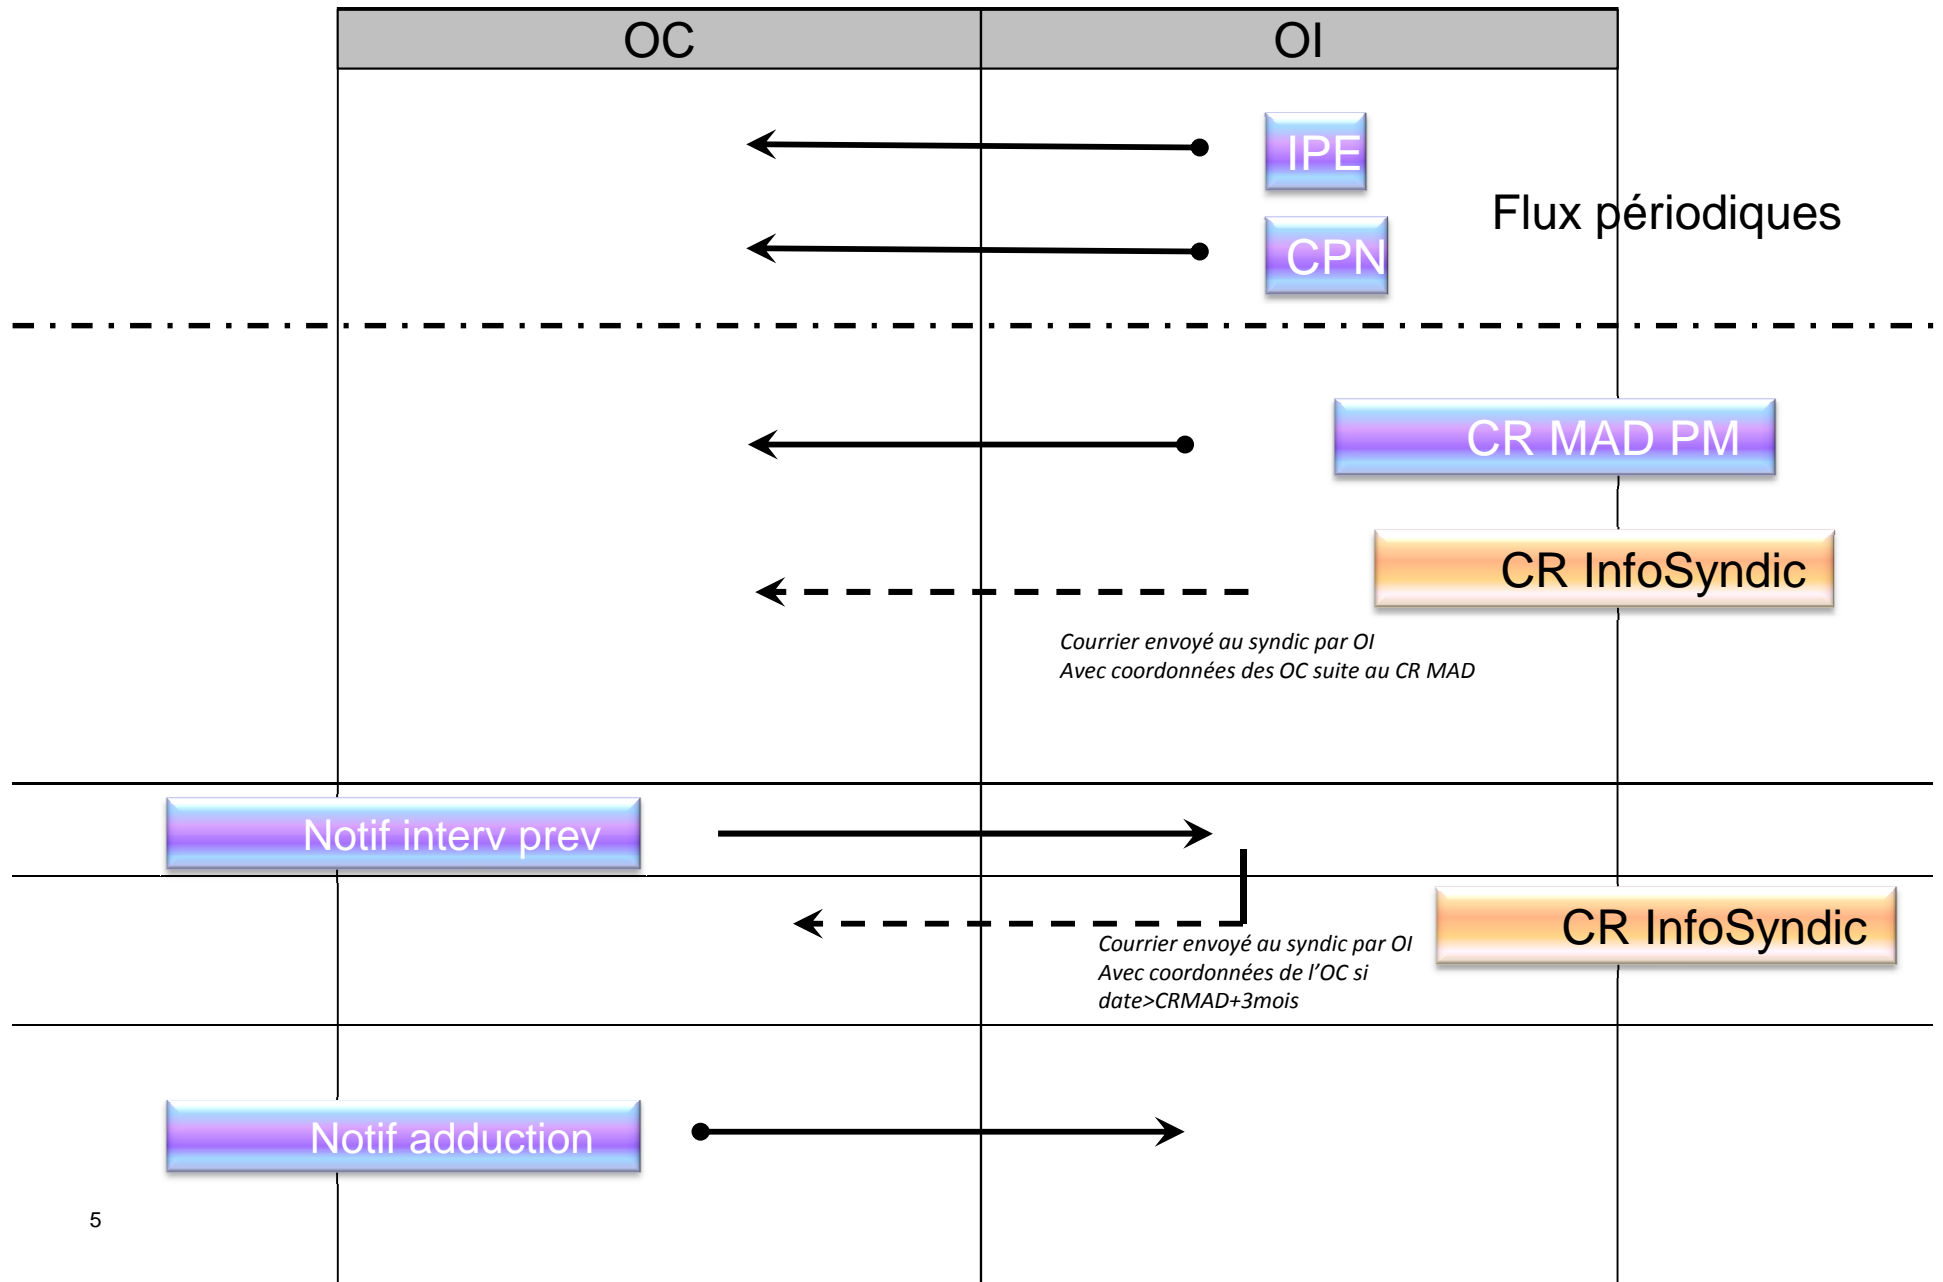 OC
OI
IPE
Flux périodiques
CPN
CR MAD PM
CR InfoSyndic
Courrier envoyé au syndic par OI
Avec coordonnées des OC suite au CR MAD
Notif interv prev
CR InfoSyndic
Courrier envoyé au syndic par OI
Avec coordonnées de l'OC si
date>CRMAD+3mois
Notif adduction
5